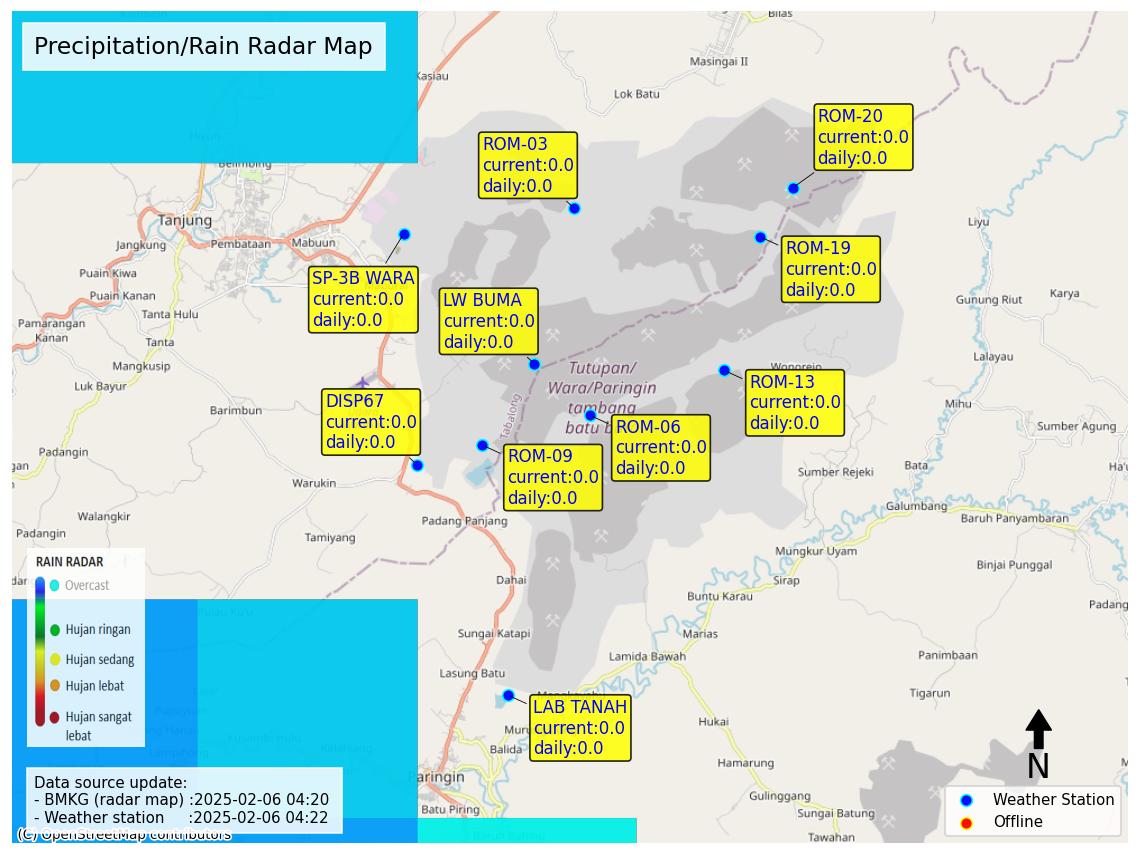 Precipitation/Rain Radar Map
Bilas
Masingai II
Kasiau
Lok Batu
Belimbing
ROM-20
current:0.0
daily:0.0
ROM-03
current:0.0
daily:0.0
Tanjung
Jangkung
Pembataan
Mabuun
Liyu
ROM-19
current:0.0
daily:0.0
SP-3B WARA
current:0.0
daily:0.0
Puain Kiwa
Puain Kanan
Tanta Hulu
LW BUMA
current:0.0
daily:0.0
Gunung Riut
Karya
Pamarangan
Kanan
Tanta
Mangkusip
Luk Bayur
Barimbun
Lalayau
Wonorejo
Tutupan/
Wara/Paringin
tambang
batu b
Tabalong
ROM-13
current:0.0
daily:0.0
DISP67
current:0.0
daily:0.0
ROM-06
current:0.0
daily:0.0
ROM-09
current:0.0
daily:0.0
Mihu
Sumber Agung
Padangin
Warukin
Sumber Rejeki
Bata
Galumbang
Baruh Panyambaran
Walangkir
Padangin
Tamiyang
Padang Panjang
Mungkur Uyam
Binjai Punggal
Sirap
Dahai
Buntu Karau
Padang
RAIN RADAR
Overcast
Hujan ringan
Hujan sedang
Hujan lebat
Hujan sangat
lebat
Sungai Katapi
Marias
Lamida Bawah
Panimbaan
Lasung Batu
Tigarun
LAB TANAH
current:0.0
daily:0.0
Muru
Balida
Hukai
Hamarung
Paringin
Batu Piring
Gulinggang
Sungai Batung
Tawahan
N
Data source update:
- BMKG (radar map) :2025-02-06 04:20
- Weather station :2025-02-06 04:22
(C) OpenStreetMap contributors
Weather Station
Offline